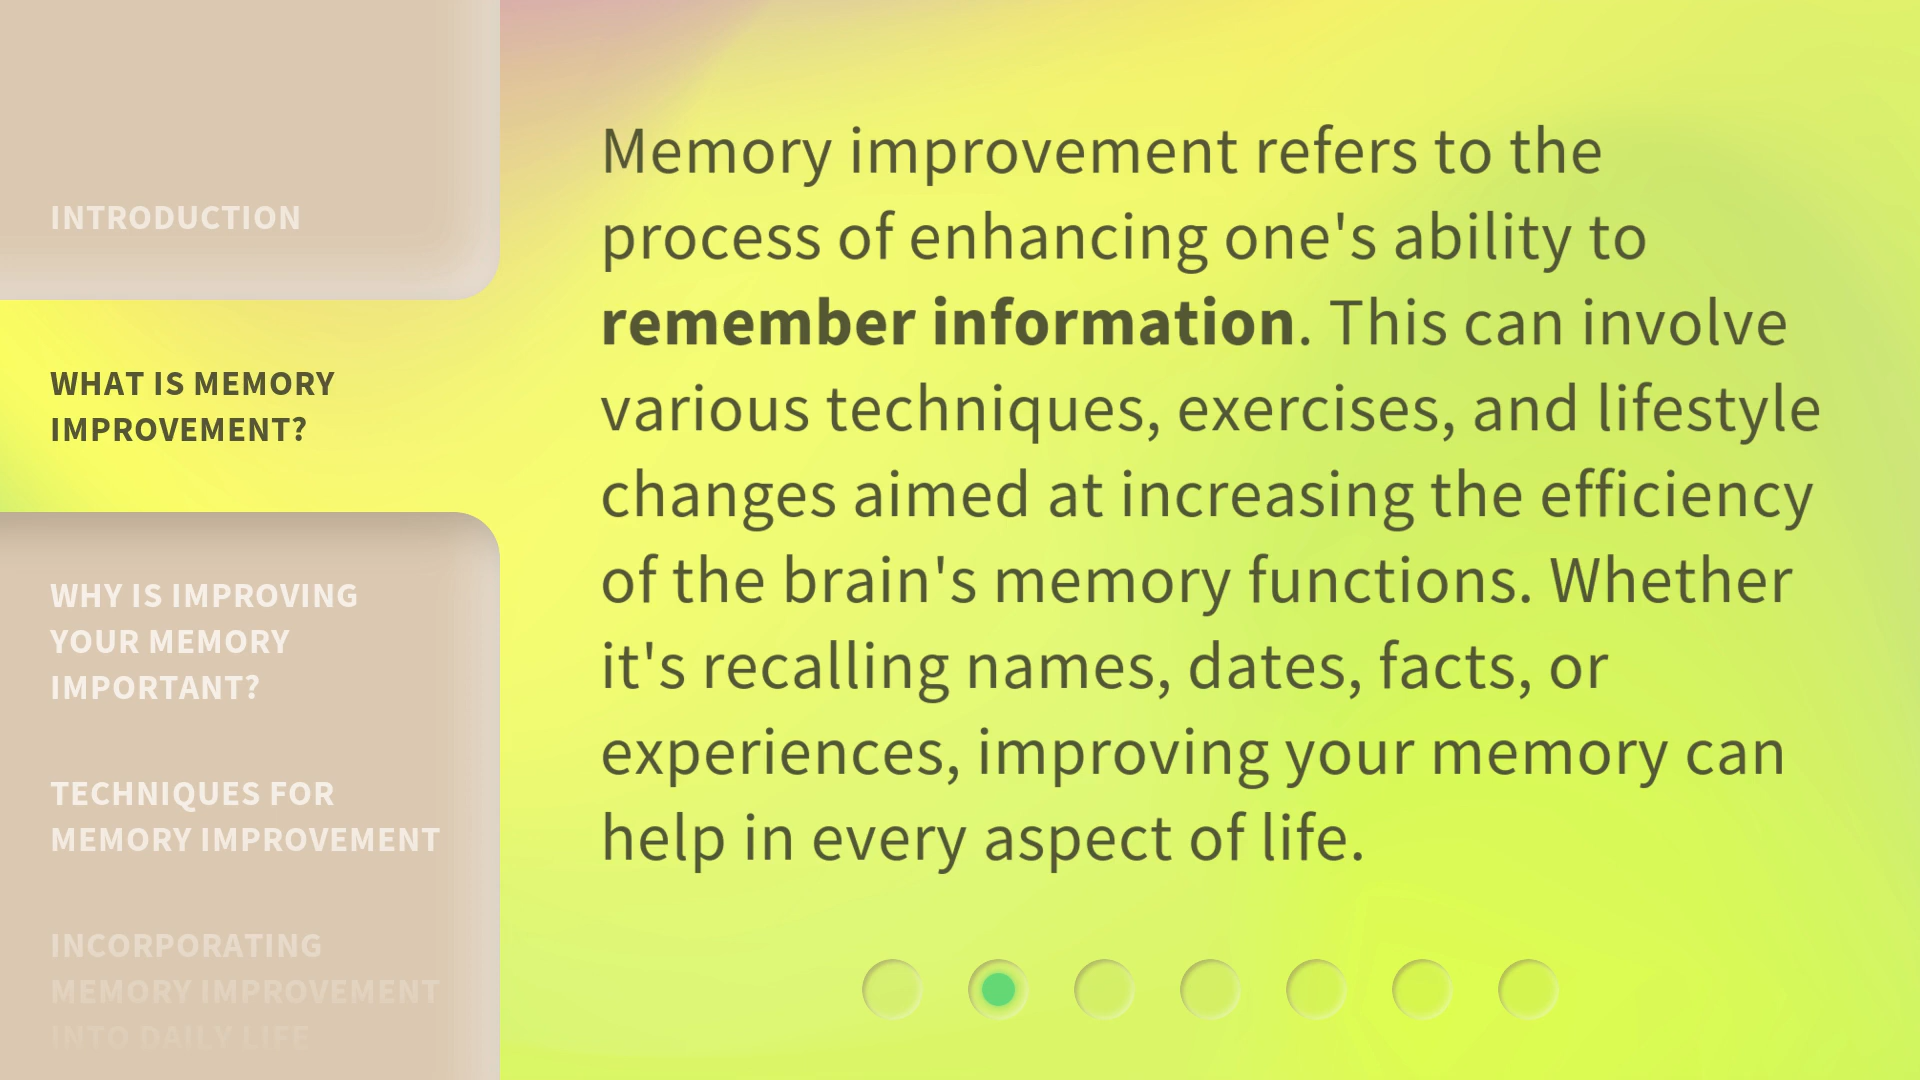 INTRODUCTION
WHAT IS MEMORY
IMPROVEMENT?
WHY IS IMPROVING
YOUR MEMORY
IMPORTANT?
TECHNIQUES FOR
MEMORY IMPROVEMENT
INCORPORATING
MEMORY IMPROVEMENT
INTO DAILY LIFE
Memory improvement refers to the
process of enhancing one's ability to
remember information. This can involve
various techniques, exercises, and lifestyle
changes aimed at increasing the efficiency
of the brain's memory functions. Whether
it's recalling names, dates, facts, or
experiences, improving your memory can
help in every aspect of life.